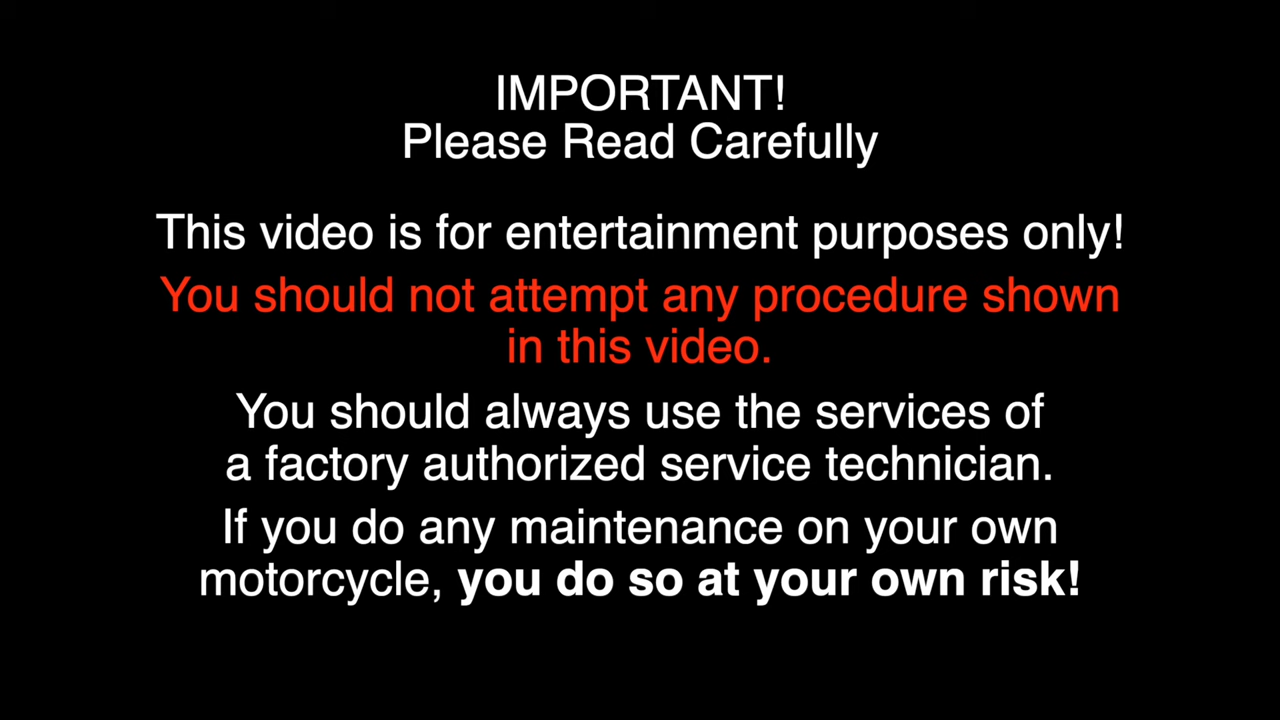 IMPORTANT!
Please Read Carefully
This video is for entertainment purposes only!
You should not attempt any procedure shown
in this video.
You should always use the services of
a factory authorized service technician.
If you do any maintenance on your own
motorcycle, you do so at your own risk!